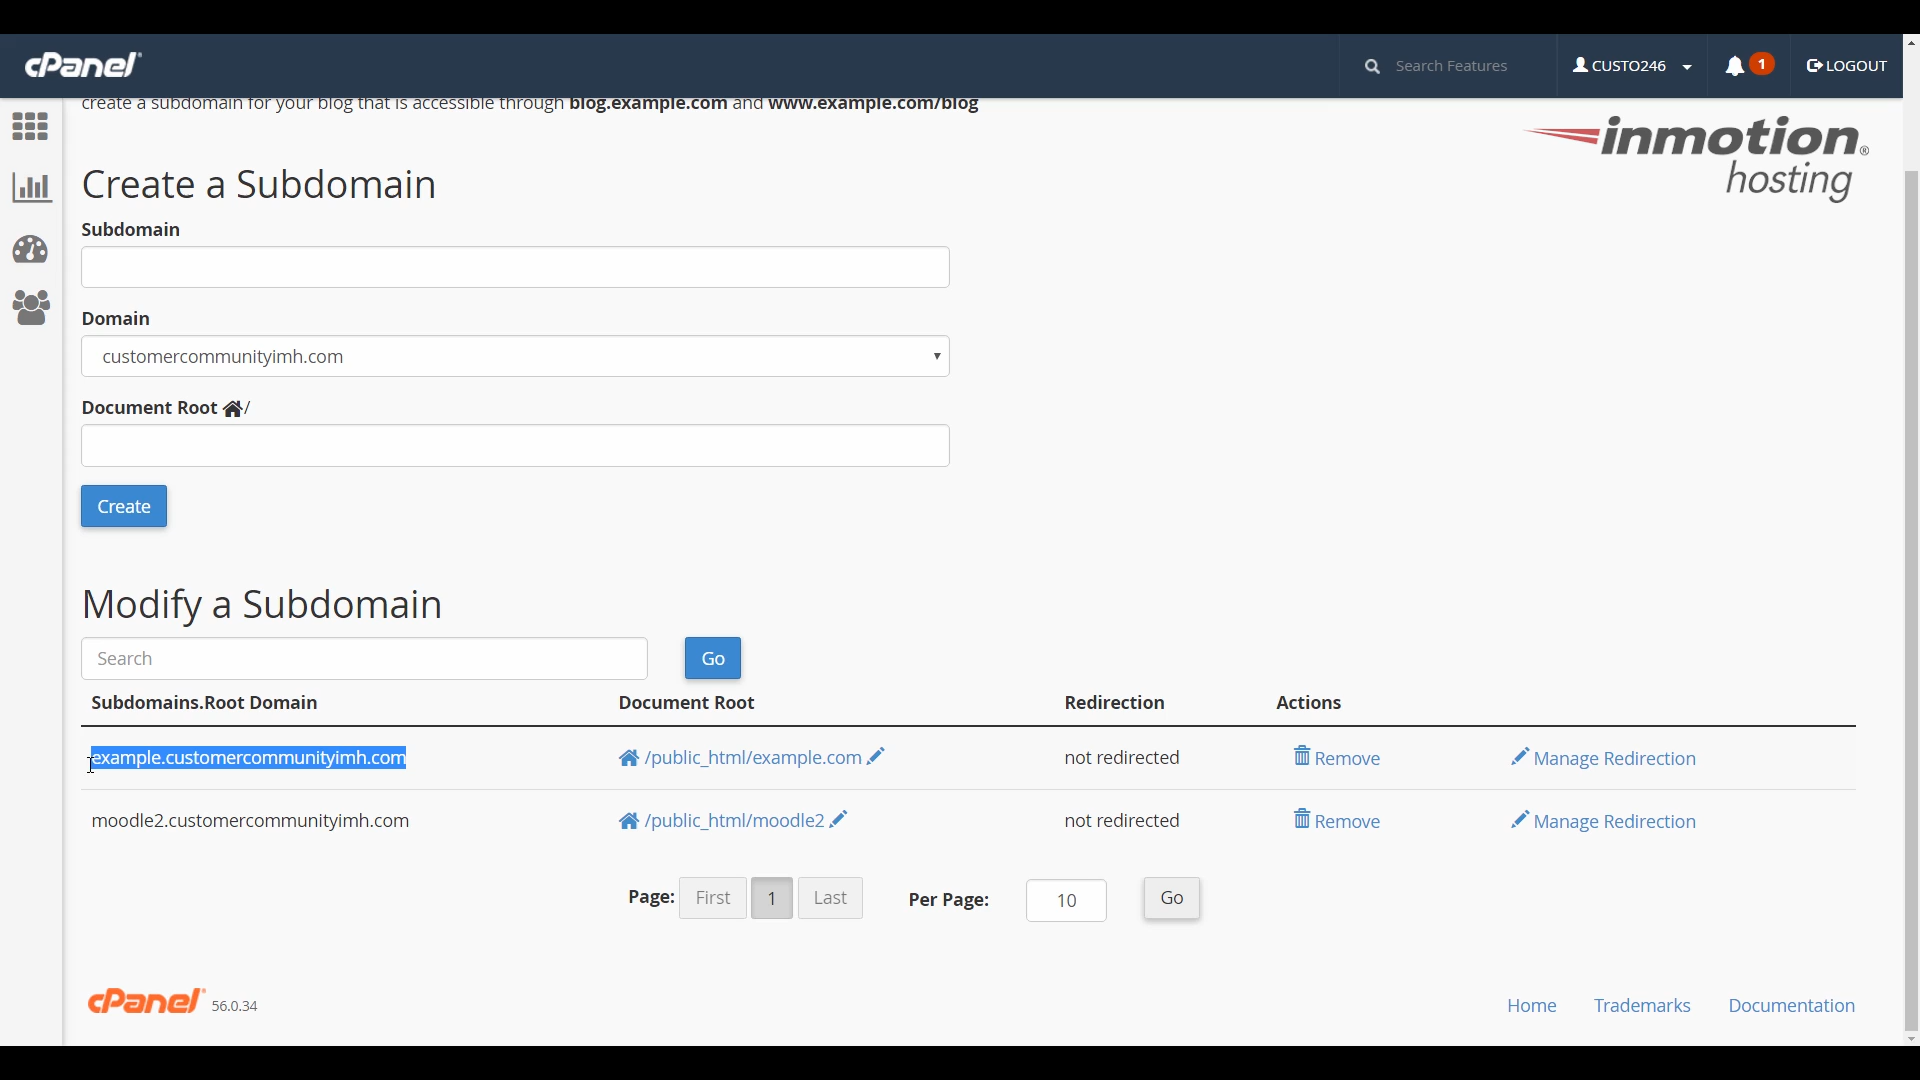 cPanel
Search Features
CUSTO246
1
LOGOUT
create a subdomain for your blog that is accessible through blog.example.com and www.example.com/blog
inmotion®
hosting
Create a Subdomain
Subdomain
Domain
customercommunityimh.com
Document Root /
Create
Modify a Subdomain
Search
Go
Subdomains.Root Domain Document Root Redirection Actions
example.customercommunityimh.com /public_html/example.com not redirected Remove Manage Redirection
moodle2.customercommunityimh.com /public_html/moodle2 not redirected Remove Manage Redirection
Page: First 1 Last Per Page: 10 Go
cPanel® 56.0.34
Home Trademarks Documentation